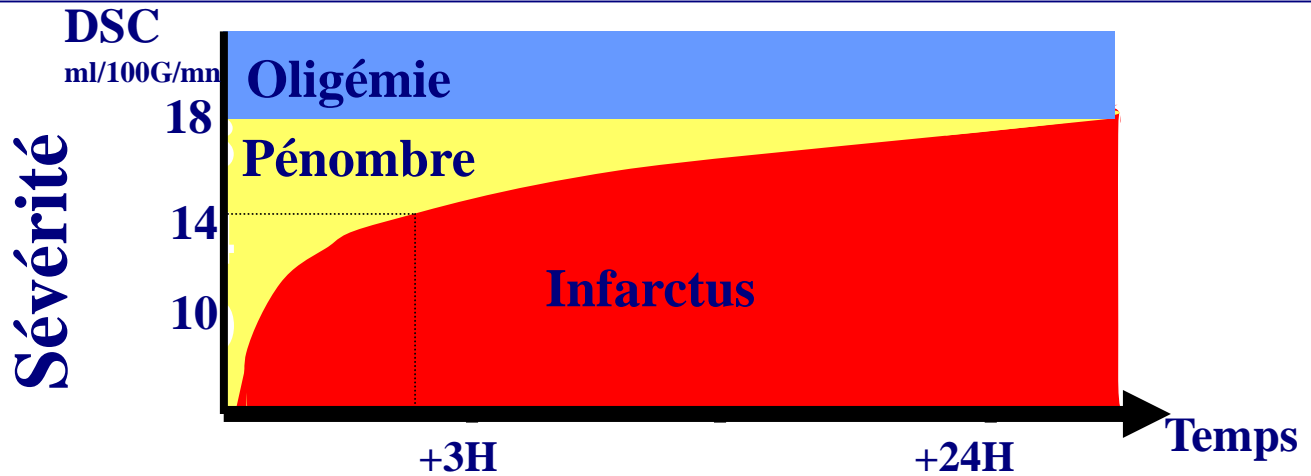 DSC
ml/100G/mn
Oligémie
18
Pénombre
Sévérité
14
Infarctus
10
Temps
+3H
+24H